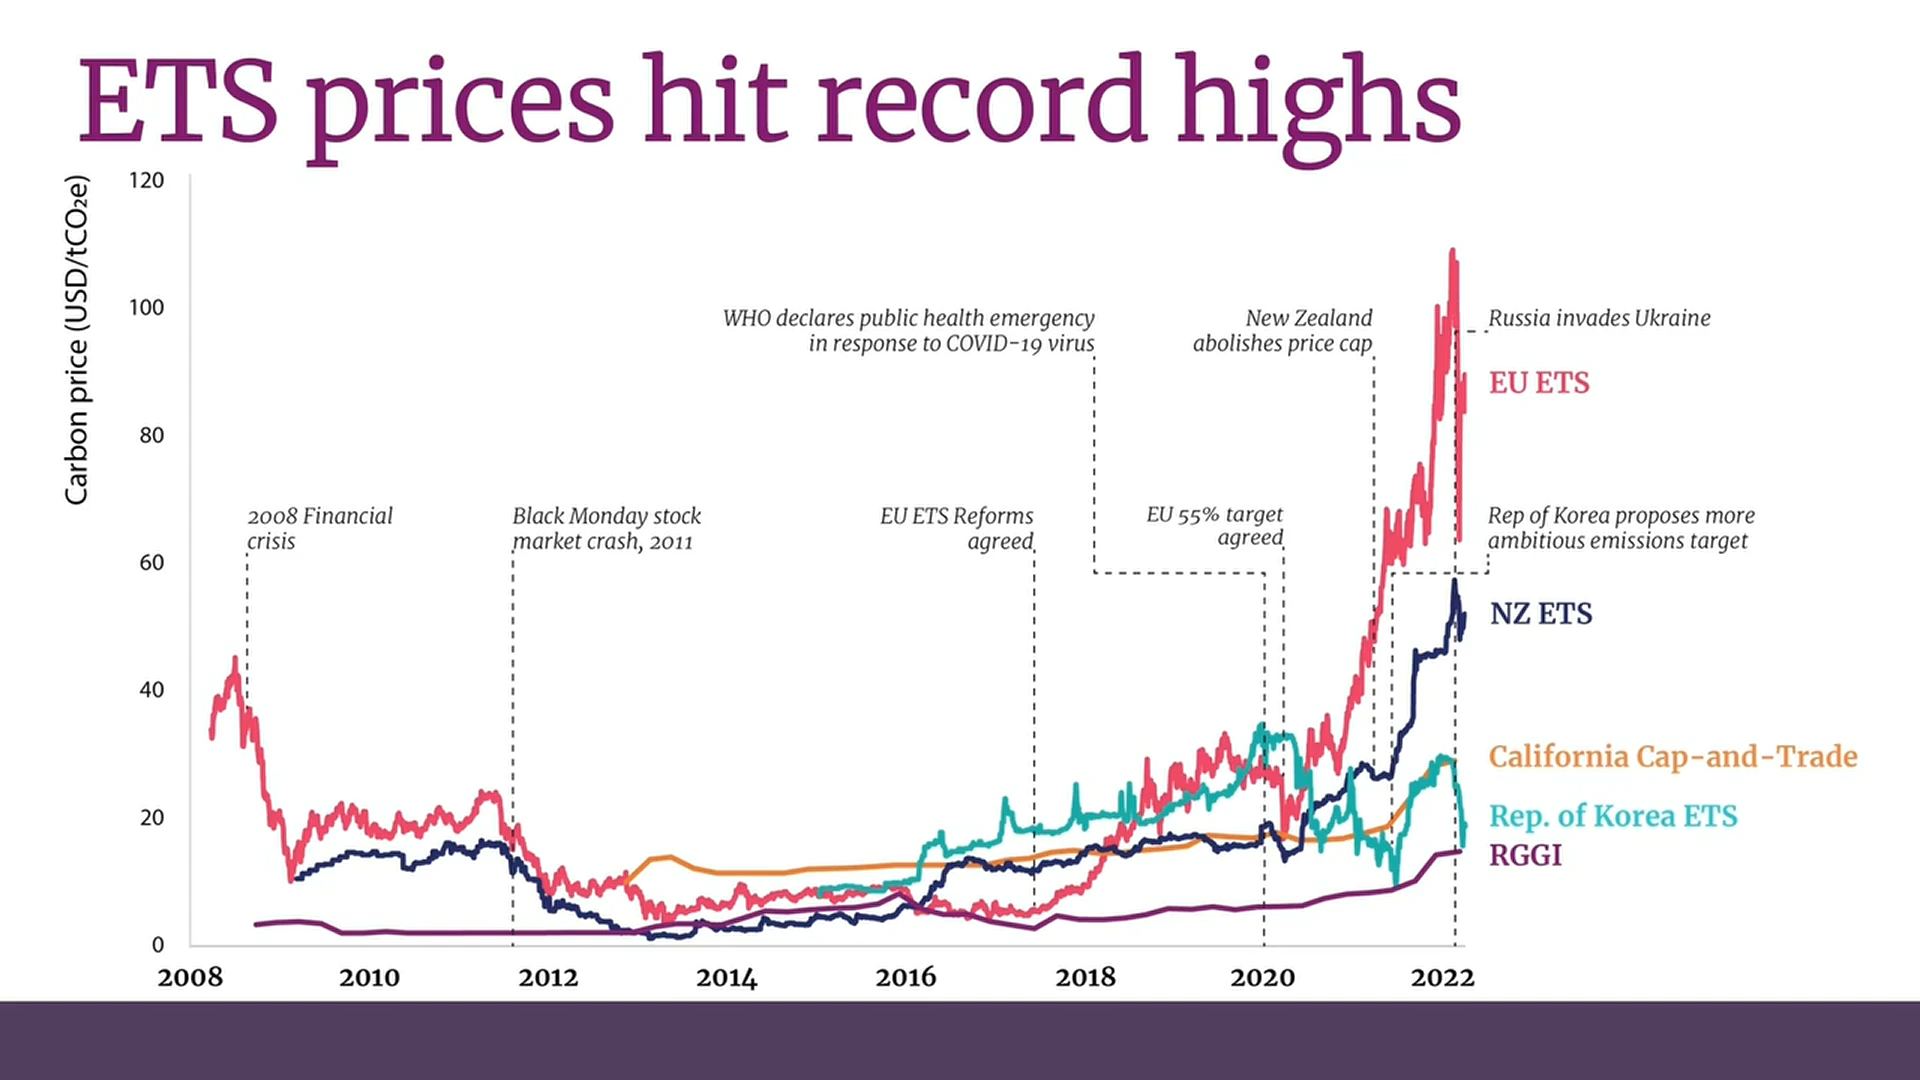 ETS prices hit record highs
Carbon price (USD/tCO₂e)
120
100
80
60
40
20
0
WHO declares public health emergency
in response to COVID-19 virus
New Zealand
abolishes price cap
Russia invades Ukraine
EU ETS
2008 Financial
crisis
Black Monday stock
market crash, 2011
EU ETS Reforms
agreed
EU 55% target
agreed
Rep of Korea proposes more
ambitious emissions target
NZ ETS
California Cap-and-Trade
Rep. of Korea ETS
RGGI
2008
2010
2012
2014
2016
2018
2020
2022